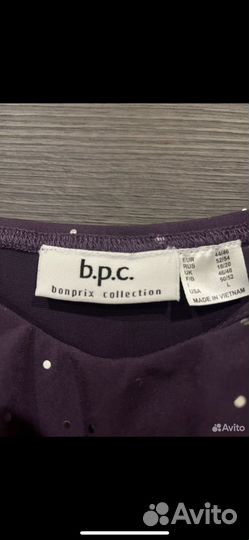 b.p.c.
bonprix collection
EUR 44/46
RUS 52/54
UK 18/20
F/B 46/48
I 50/52
USA L
MADE IN VIETNAM
Avito
Avito